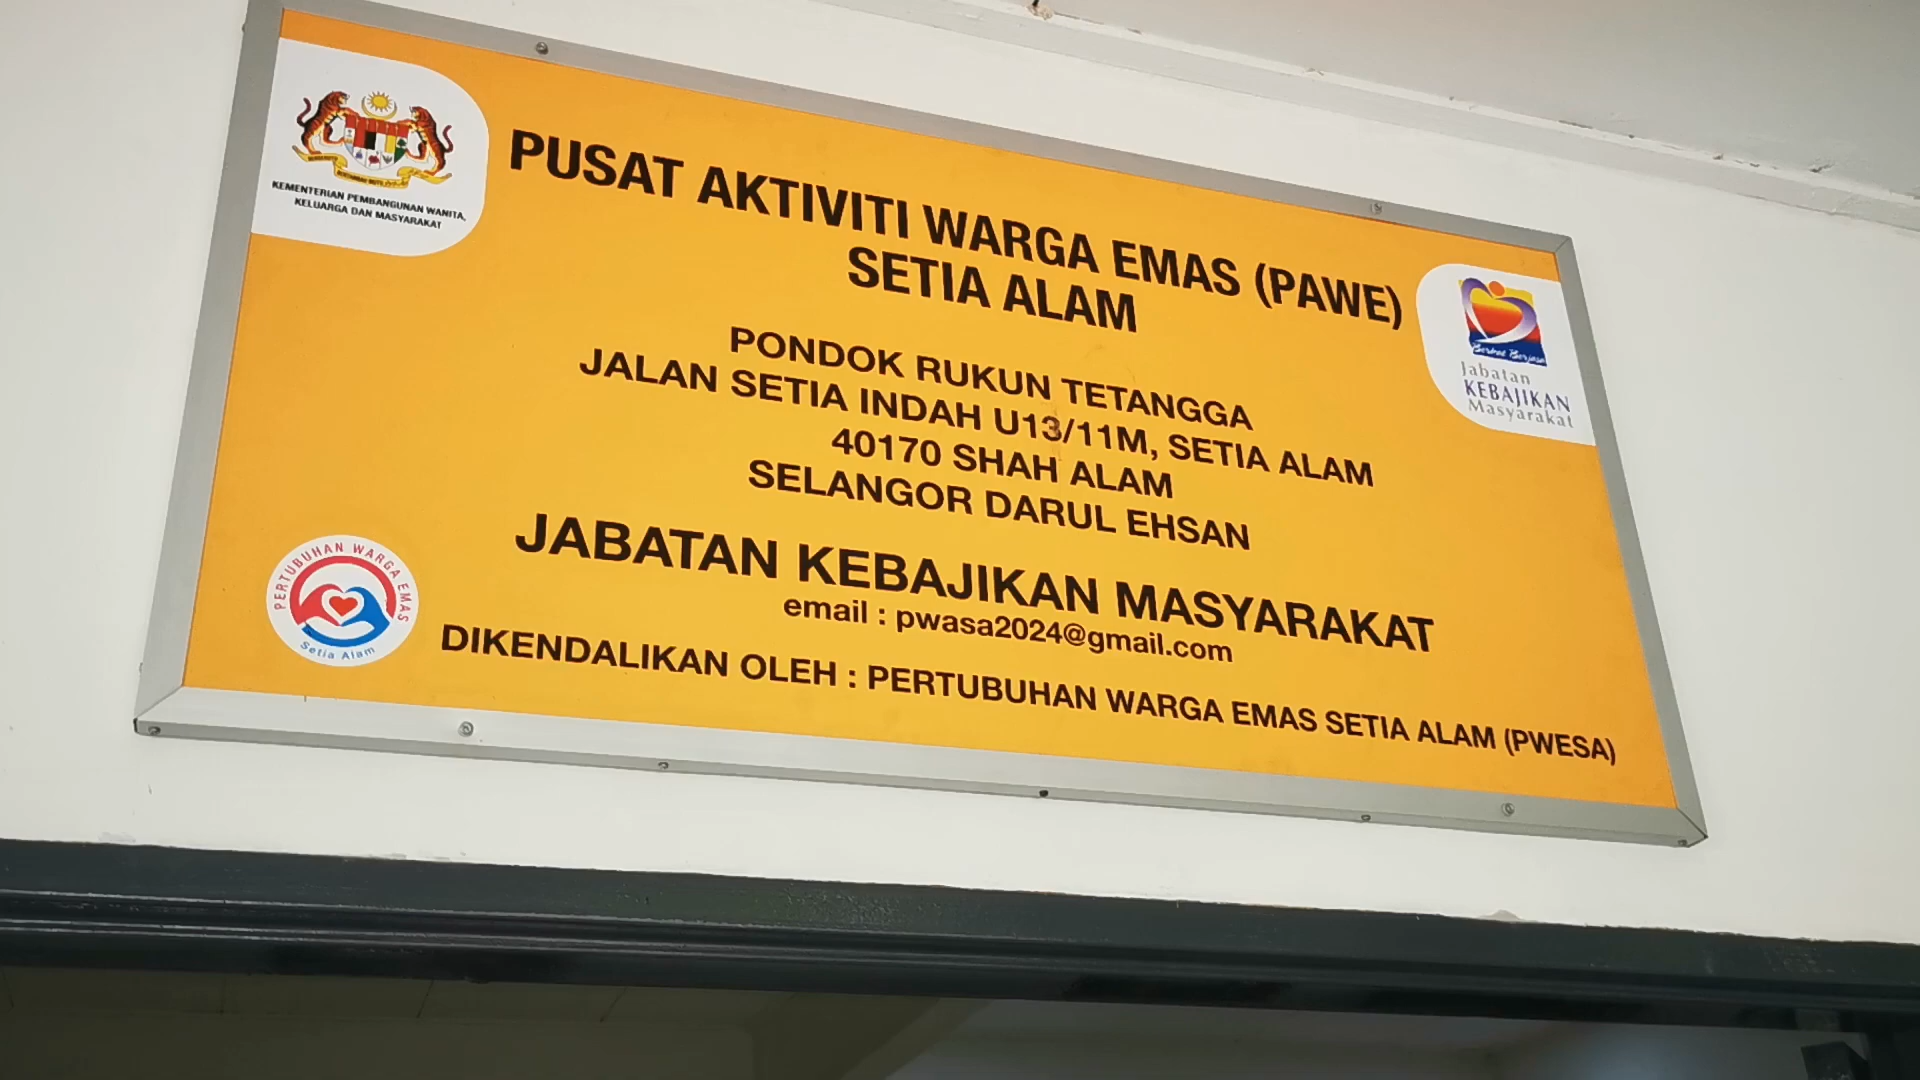 KEMENTERIAN PEMBANGUNAN WANITA,
KELUARGA DAN MASYARAKAT
PUSAT AKTIVITI WARGA EMAS (PAWE)
SETIA ALAM
PONDOK RUKUN TETANGGA
JALAN SETIA INDAH U13/11M, SETIA ALAM
40170 SHAH ALAM
SELANGOR DARUL EHSAN
JABATAN KEBAJIKAN MASYARAKAT
email : pwasa2024@gmail.com
DIKENDALIKAN OLEH : PERTUBUHAN WARGA EMAS SETIA ALAM (PWESA)
Berbudi Berjasa
Jabatan
KEBAJIKAN
Masyarakat
PERTUBUHAN WARGA EMAS
Setia Alam